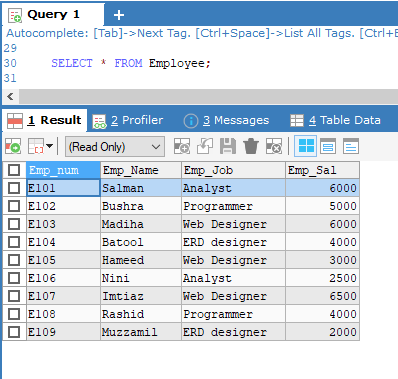 Query 1
Autocomplete: [Tab]->Next Tag. [Ctrl+Space]->List All Tags. [Ctrl+E
29
30 SELECT * FROM Employee;
31
1 Result 2 Profiler 3 Messages 4 Table Data
(Read Only)
Emp_num Emp_Name Emp_Job Emp_Sal
E101 Salman Analyst 6000
E102 Bushra Programmer 5000
E103 Madiha Web Designer 6000
E104 Batool ERD designer 4000
E105 Hameed Web Designer 3000
E106 Nini Analyst 2500
E107 Imtiaz Web Designer 6500
E108 Rashid Programmer 4000
E109 Muzzamil ERD designer 2000